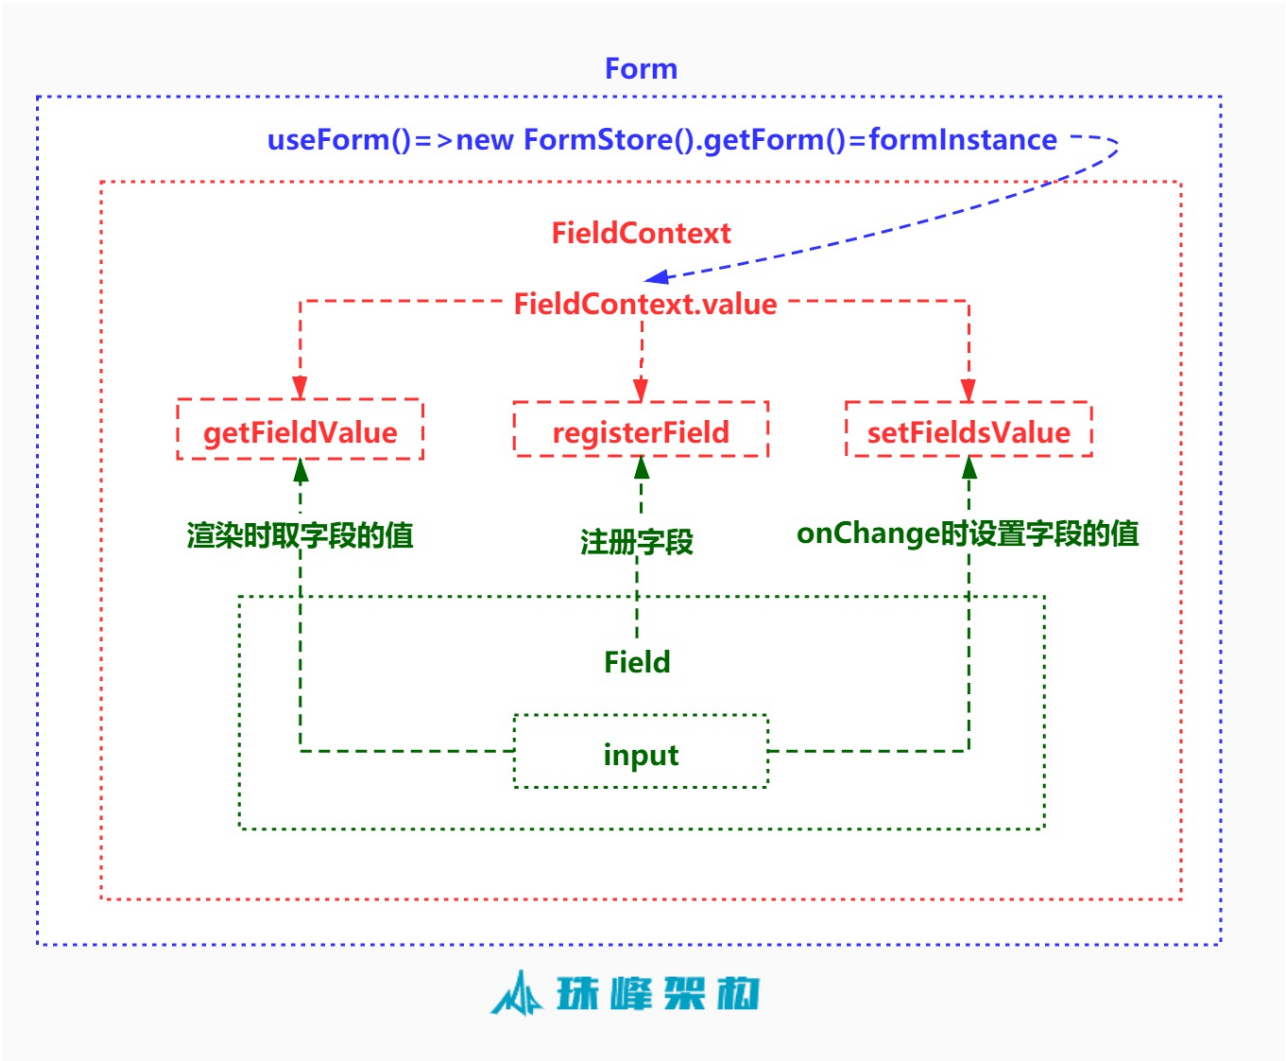 Form
useForm()=>new FormStore().getForm()=formInstance
FieldContext
FieldContext.value
getFieldValue
registerField
setFieldsValue
渲染时取字段的值
注册字段
onChange时设置字段的值
Field
input
珠峰架构